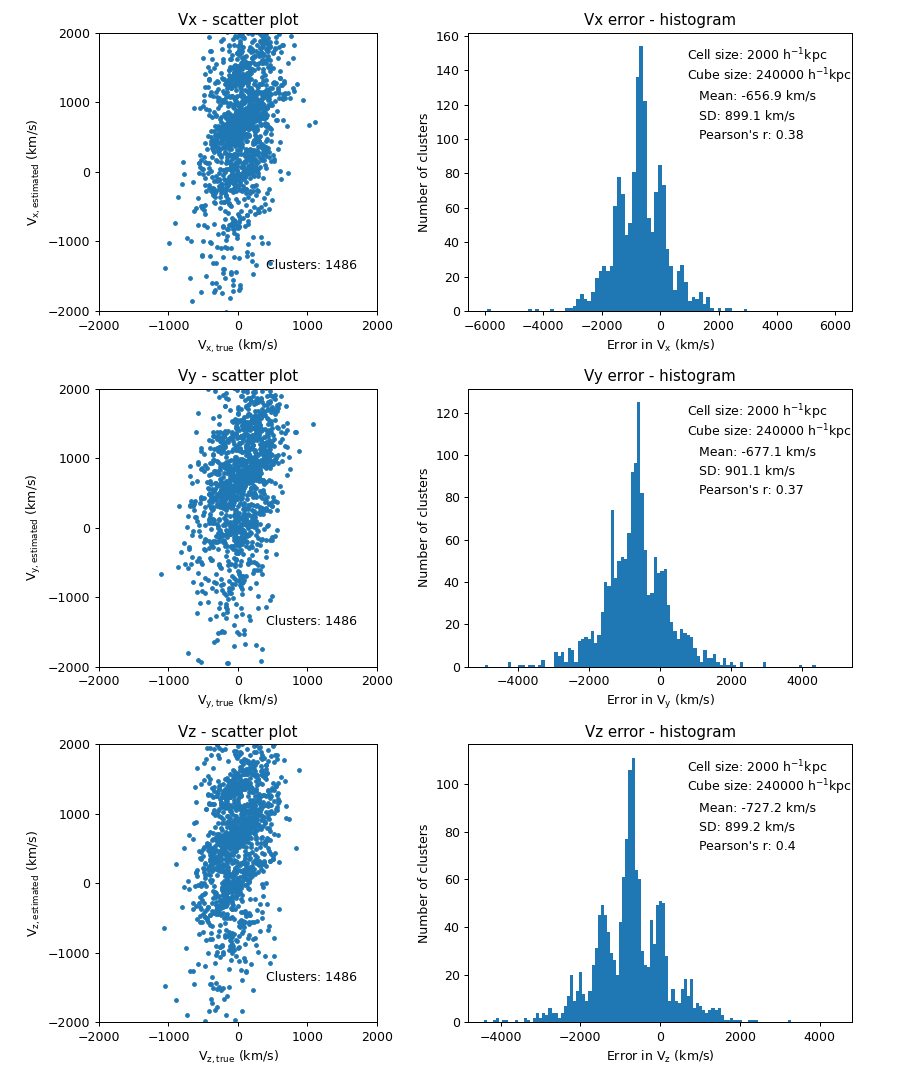 Vx - scatter plot
2000
1000
0
−1000
−2000
V_x, estimated (km/s)
Clusters: 1486
−2000 −1000 0 1000 2000
V_x, true (km/s)
Vx error - histogram
160
140
120
100
80
60
40
20
0
Number of clusters
Cell size: 2000 h⁻¹kpc
Cube size: 240000 h⁻¹kpc
Mean: -656.9 km/s
SD: 899.1 km/s
Pearson's r: 0.38
−6000 −4000 −2000 0 2000 4000 6000
Error in V_x (km/s)
Vy - scatter plot
2000
1000
0
−1000
−2000
V_y, estimated (km/s)
Clusters: 1486
−2000 −1000 0 1000 2000
V_y, true (km/s)
Vy error - histogram
120
100
80
60
40
20
0
Number of clusters
Cell size: 2000 h⁻¹kpc
Cube size: 240000 h⁻¹kpc
Mean: -677.1 km/s
SD: 901.1 km/s
Pearson's r: 0.37
−4000 −2000 0 2000 4000
Error in V_y (km/s)
Vz - scatter plot
2000
1000
0
−1000
−2000
V_z, estimated (km/s)
Clusters: 1486
−2000 −1000 0 1000 2000
V_z, true (km/s)
Vz error - histogram
100
80
60
40
20
0
Number of clusters
Cell size: 2000 h⁻¹kpc
Cube size: 240000 h⁻¹kpc
Mean: -727.2 km/s
SD: 899.2 km/s
Pearson's r: 0.4
−4000 −2000 0 2000 4000
Error in V_z (km/s)